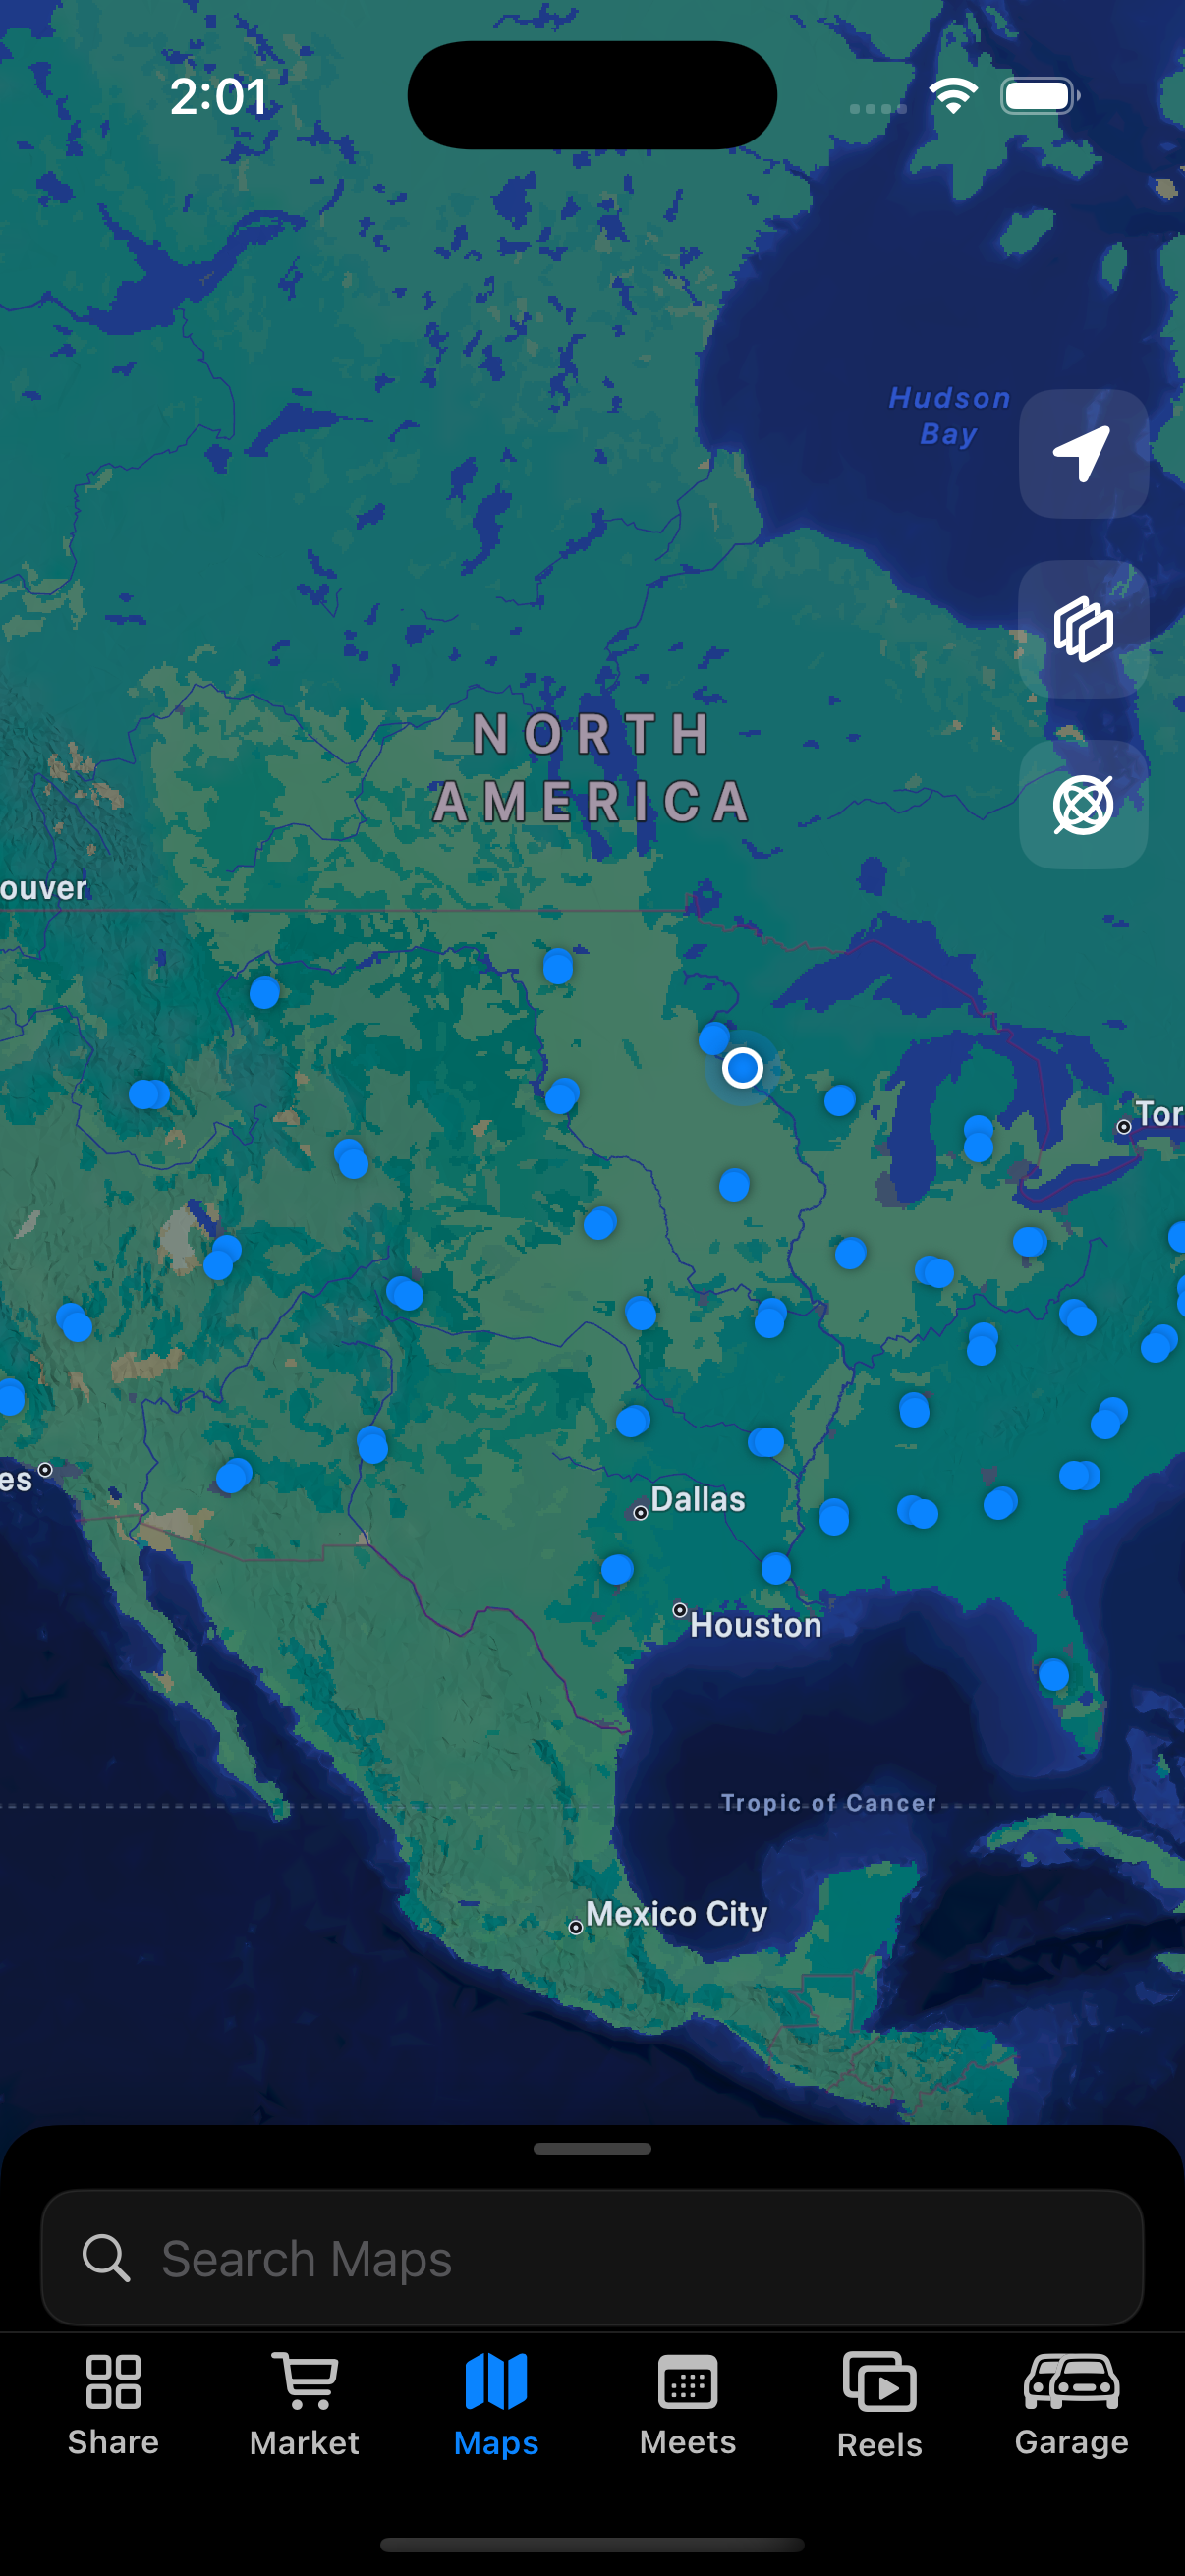 2:01
Hudson
Bay
NORTH
AMERICA
ouver
Tor
es
Dallas
Houston
Tropic of Cancer
Mexico City
Search Maps
Share
Market
Maps
Meets
Reels
Garage